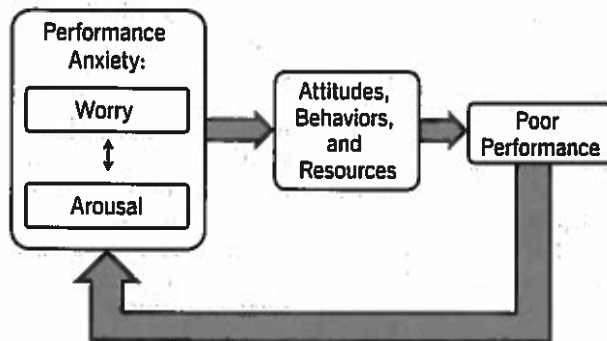 Performance
Anxiety:
Worry
Arousal
Attitudes,
Behaviors,
and
Resources
Poor
Performance